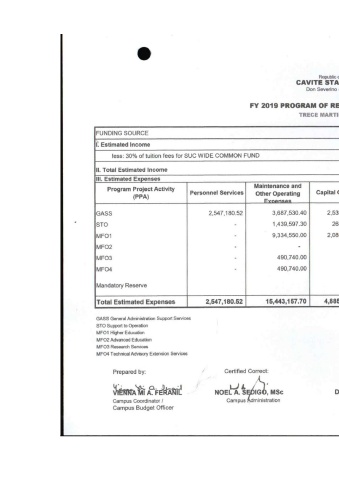 Republic
CAVITE STA
Don Severino
FY 2019 PROGRAM OF RE
TRECE MARTI
FUNDING SOURCE
I. Estimated Income
less: 30% of tuition fees for SUC WIDE COMMON FUND
II. Total Estimated Income
III. Estimated Expenses
Program Project Activity (PPA) Personnel Services Maintenance and Other Operating Expenses Capital
GASS 2,547,180.52 3,687,530.40 2,53
STO - 1,439,597.30 26
MFO1 - 9,334,550.00 2,08
MFO2 - -
MFO3 - 490,740.00
MFO4 - 490,740.00
Mandatory Reserve
Total Estimated Expenses 2,547,180.52 15,443,157.70 4,885
GASS General Administration Support Services
STO Support to Operation
MFO1 Higher Education
MFO2 Advanced Education
MFO3 Research Services
MFO4 Technical Advisory Extension Services
Prepared by: Certified Correct:
VIENNA MI A. FERANIL NOEL A. SEDIGO, MSc D
Campus Coordinator / Campus Administration
Campus Budget Officer